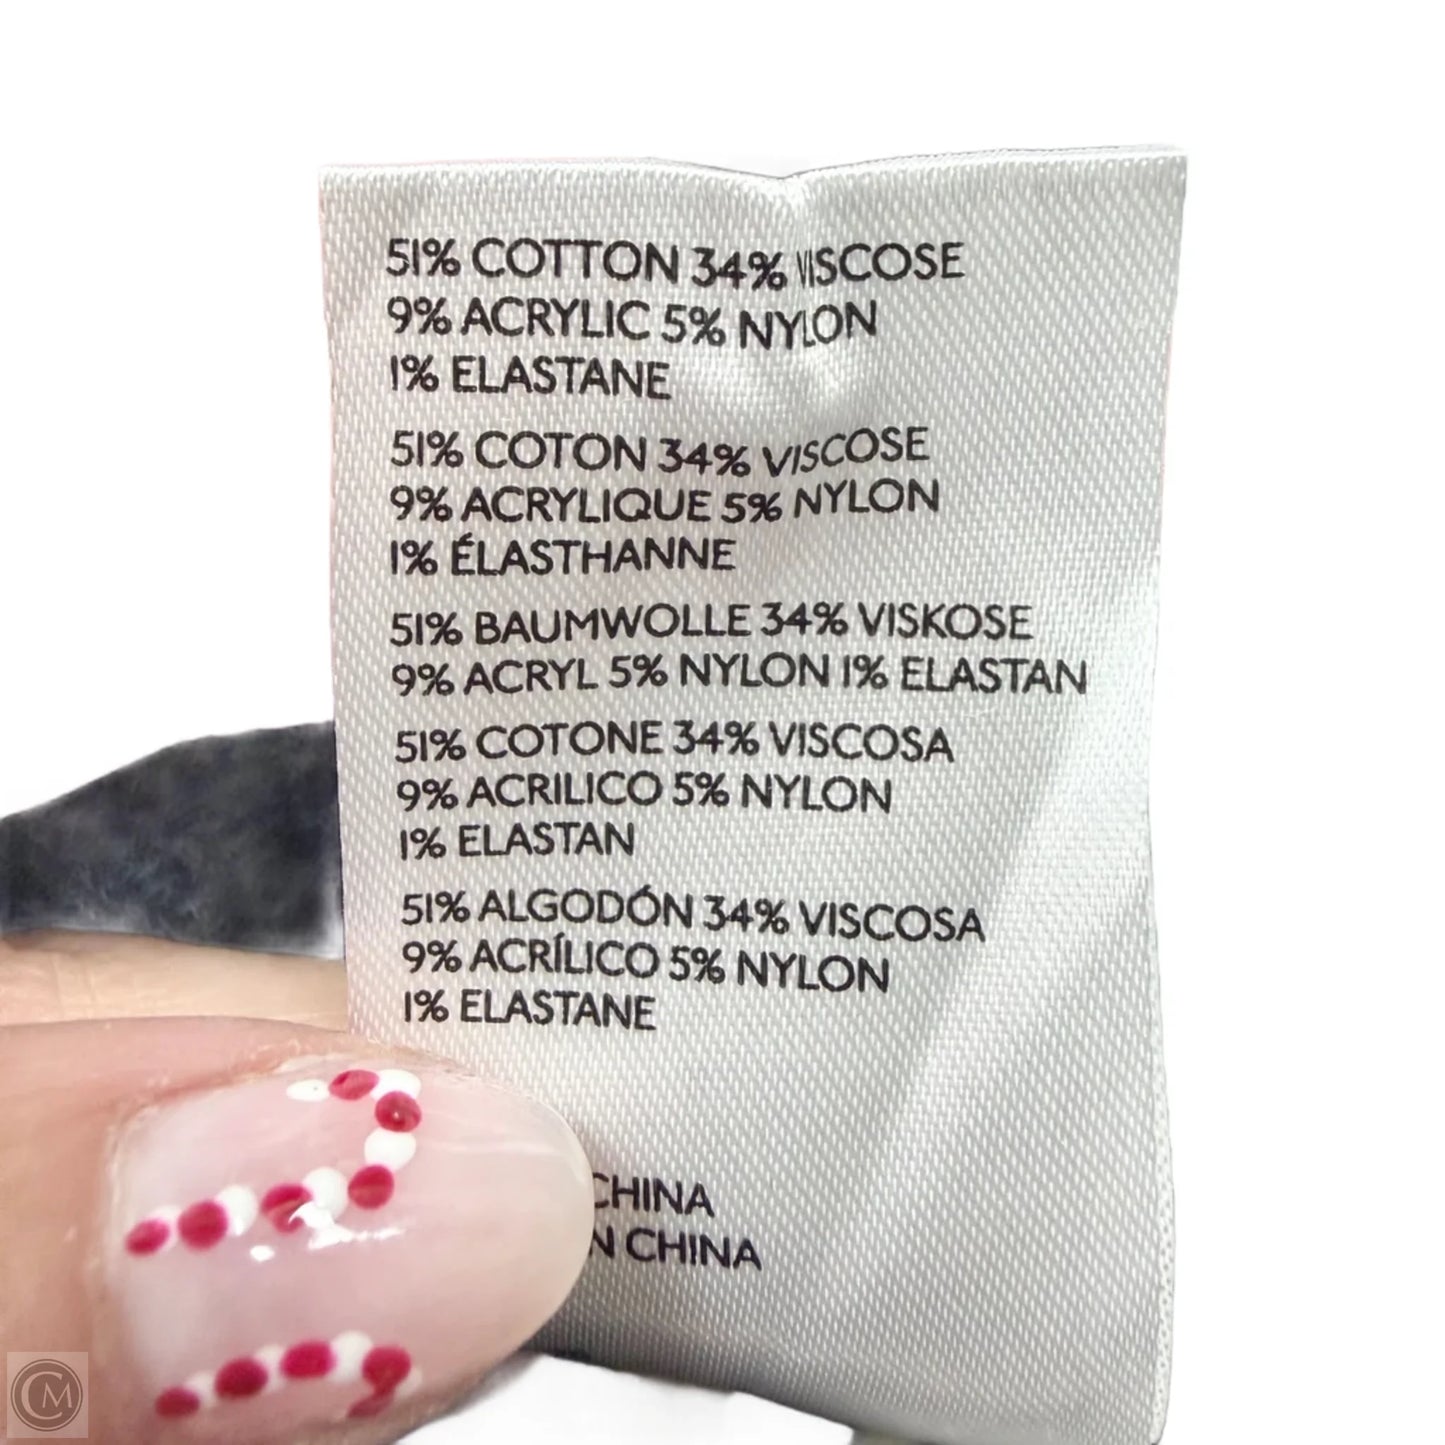 51% COTTON 34% VISCOSE
9% ACRYLIC 5% NYLON
1% ELASTANE
51% COTON 34% VISCOSE
9% ACRYLIQUE 5% NYLON
1% ÉLASTHANNE
51% BAUMWOLLE 34% VISKOSE
9% ACRYL 5% NYLON 1% ELASTAN
51% COTONE 34% VISCOSA
9% ACRILICO 5% NYLON
1% ELASTAN
51% ALGODÓN 34% VISCOSA
9% ACRÍLICO 5% NYLON
1% ELASTANE
CHINA
CHINA
CM